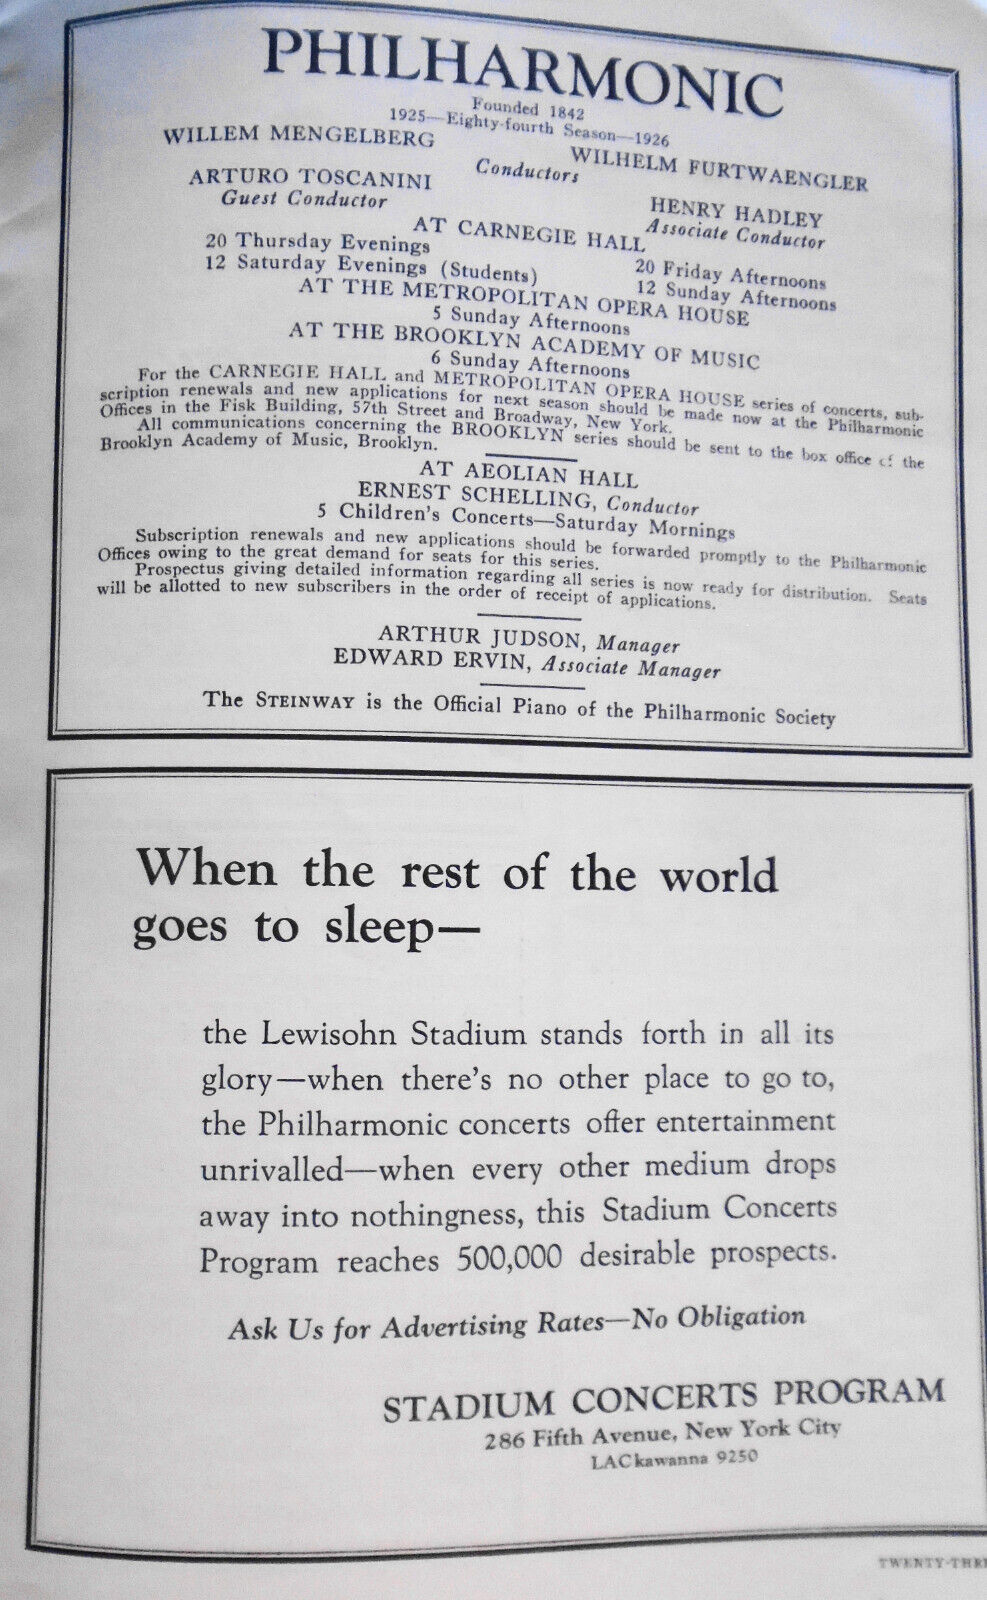 PHILHARMONIC
Founded 1842
1925—Eighty-fourth Season—1926
WILLEM MENGELBERG WILHELM FURTWAENGLER
Conductors
ARTURO TOSCANINI HENRY HADLEY
Guest Conductor Associate Conductor
AT CARNEGIE HALL
20 Thursday Evenings 20 Friday Afternoons
12 Saturday Evenings (Students) 12 Sunday Afternoons
AT THE METROPOLITAN OPERA HOUSE
5 Sunday Afternoons
AT THE BROOKLYN ACADEMY OF MUSIC
6 Sunday Afternoons
For the CARNEGIE HALL and METROPOLITAN OPERA HOUSE series of concerts, sub-
scription renewals and new applications for next season should be made now at the Philharmonic
Offices in the Fisk Building, 57th Street and Broadway, New York.
All communications concerning the BROOKLYN series should be sent to the box office of the
Brooklyn Academy of Music, Brooklyn.
AT AEOLIAN HALL
ERNEST SCHELLING, Conductor
5 Children's Concerts—Saturday Mornings
Subscription renewals and new applications should be forwarded promptly to the Philharmonic
Offices owing to the great demand for seats for this series.
Prospectus giving detailed information regarding all series is now ready for distribution. Seats
will be allotted to new subscribers in the order of receipt of applications.
ARTHUR JUDSON, Manager
EDWARD ERVIN, Associate Manager
The STEINWAY is the Official Piano of the Philharmonic Society
When the rest of the world
goes to sleep—
the Lewisohn Stadium stands forth in all its
glory—when there's no other place to go to,
the Philharmonic concerts offer entertainment
unrivalled—when every other medium drops
away into nothingness, this Stadium Concerts
Program reaches 500,000 desirable prospects.
Ask Us for Advertising Rates—No Obligation
STADIUM CONCERTS PROGRAM
286 Fifth Avenue, New York City
LACkawanna 9250